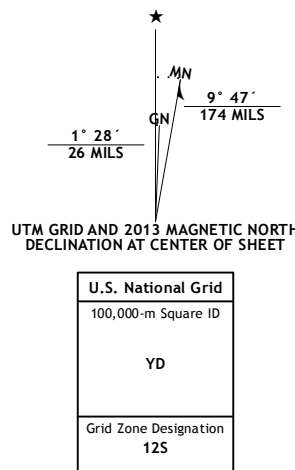 ★
MN
GN
9° 47´
174 MILS
1° 28´
26 MILS
UTM GRID AND 2013 MAGNETIC NORTH
DECLINATION AT CENTER OF SHEET
U.S. National Grid
100,000-m Square ID
YD
Grid Zone Designation
12S